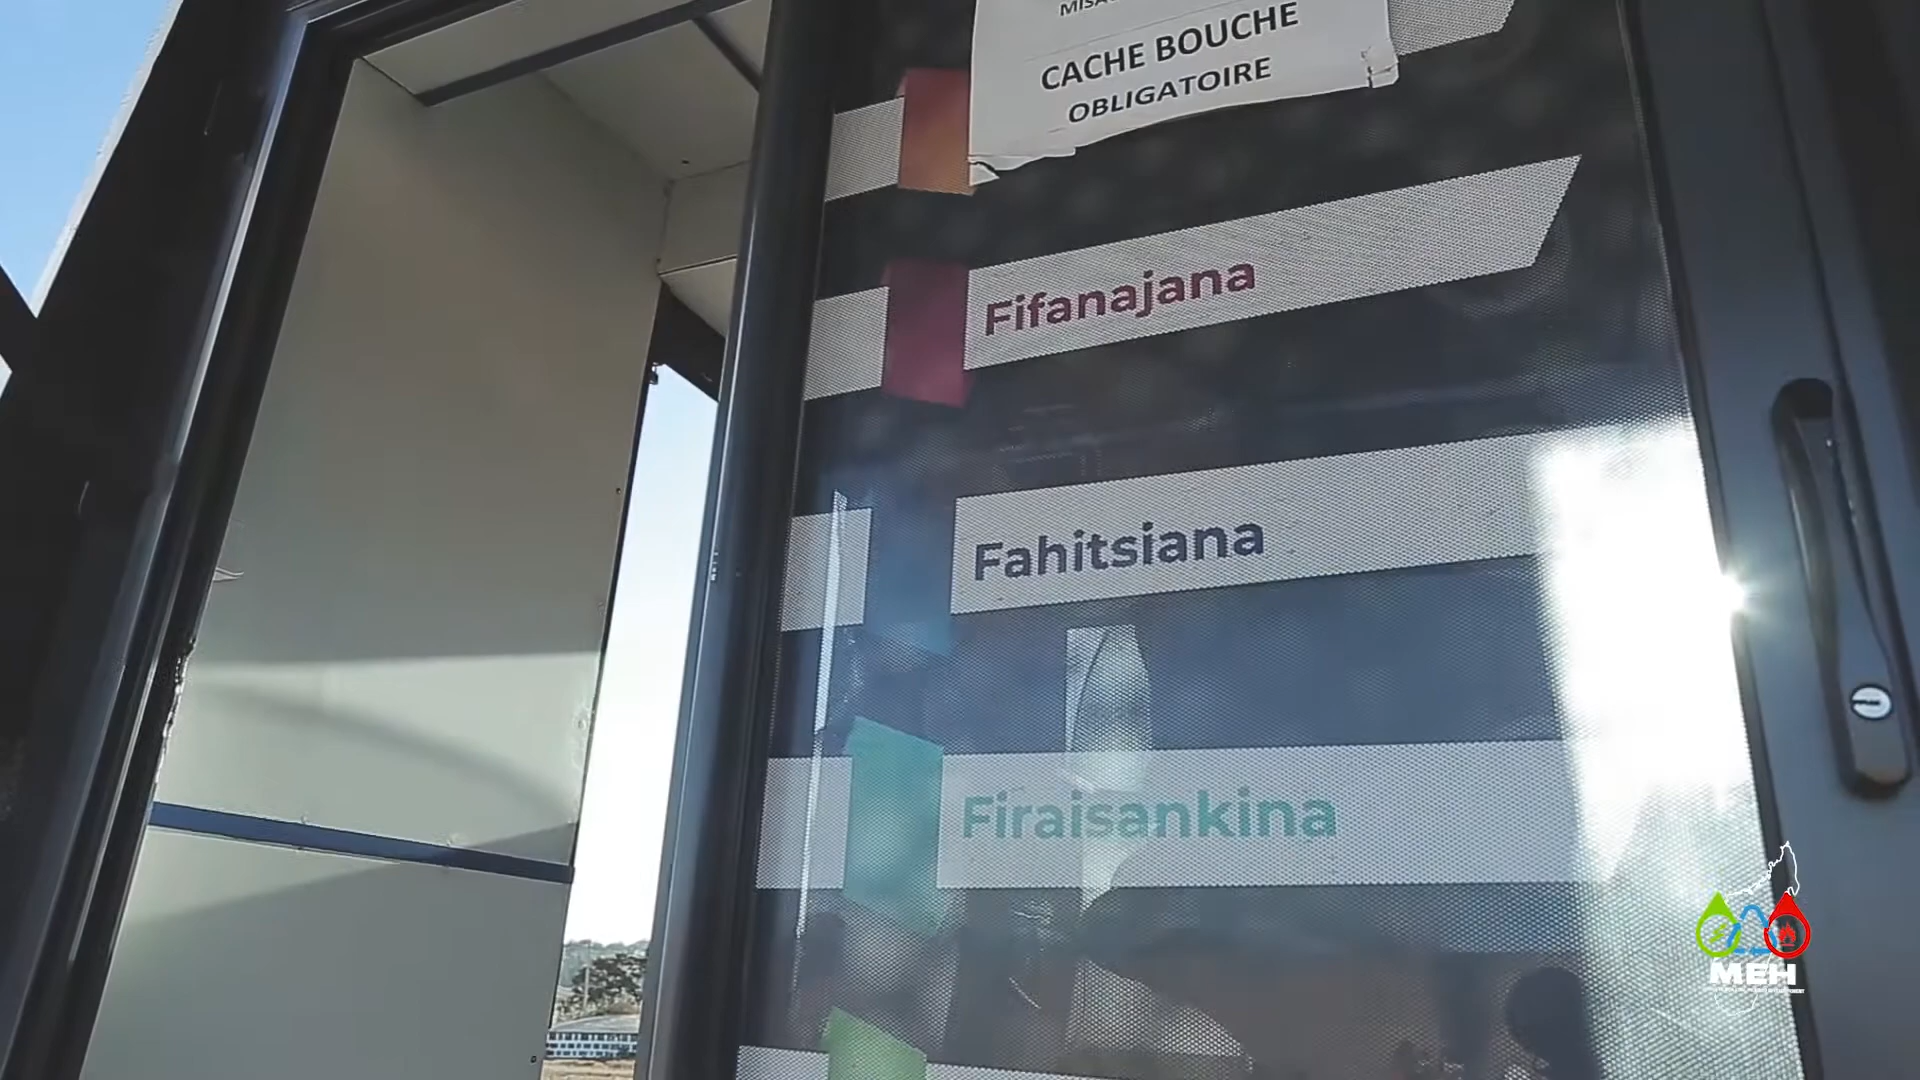 CACHE BOUCHE
OBLIGATOIRE
Fifanajana
Fahitsiana
Firaisankina
MEH